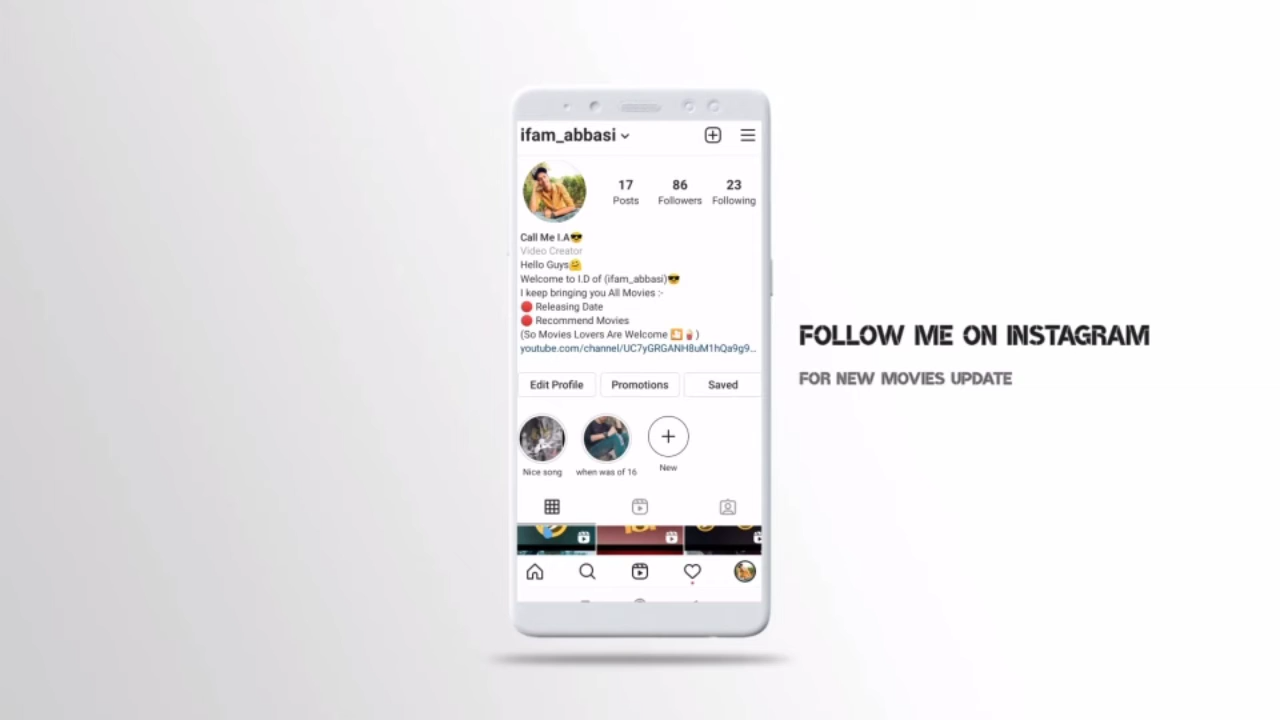 ifam_abbasi
17 86 23
Posts Followers Following
Call Me I.A😎
Video Creator
Hello Guys🤗
Welcome to I.D of (ifam_abbasi)😎
I keep bringing you All Movies :-
🔴 Releasing Date
🔴 Recommend Movies
(So Movies Lovers Are Welcome 🎦🍿)
youtube.com/channel/UC7yGRGANH8uM1hQa9g9...
Edit Profile Promotions Saved
Nice song when was of 16 New
FOLLOW ME ON INSTAGRAM
FOR NEW MOVIES UPDATE